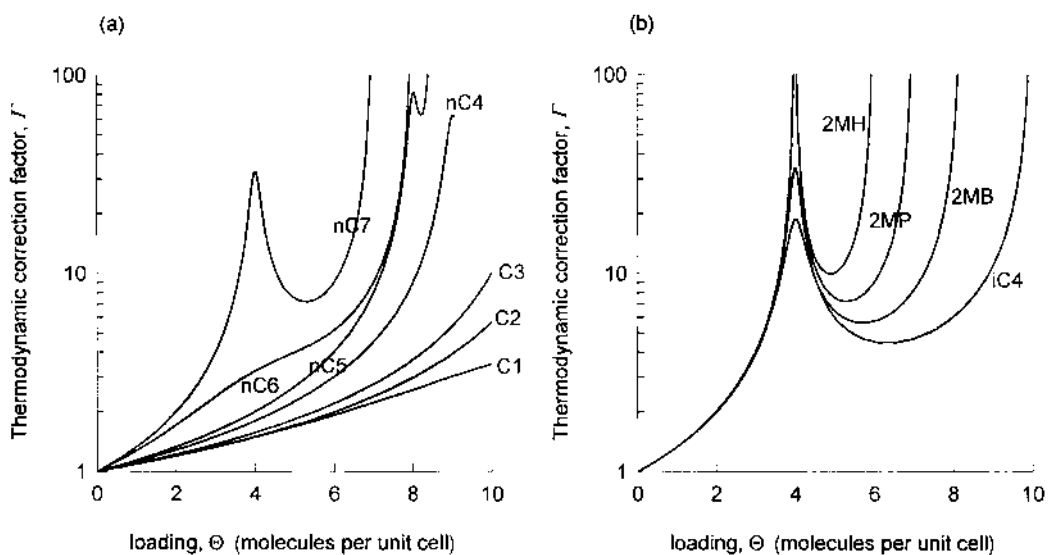 (a)
Thermodynamic correction factor, Γ
100
10
1
nC7
nC4
nC6
nC5
C3
C2
C1
0 2 4 6 8 10
loading, Θ (molecules per unit cell)
(b)
Thermodynamic correction factor, Γ
100
10
1
2MH
2MP
2MB
iC4
0 2 4 6 8 10
loading, Θ (molecules per unit cell)